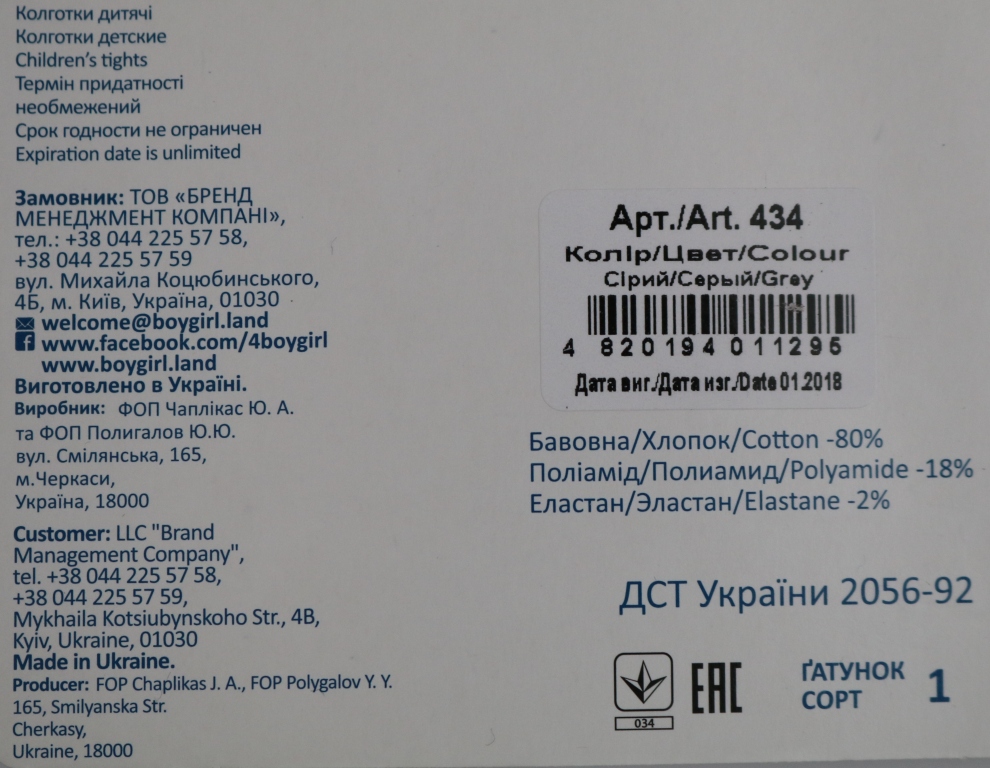 Колготки дитячі
Колготки детские
Children's tights
Термін придатності
необмежений
Срок годности не ограничен
Expiration date is unlimited
Замовник: ТОВ «БРЕНД
МЕНЕДЖМЕНТ КОМПАНІ»,
тел.: +38 044 225 57 58,
+38 044 225 57 59
вул. Михайла Коцюбинського,
4Б, м. Київ, Україна, 01030
welcome@boygirl.land
www.facebook.com/4boygirl
www.boygirl.land
Виготовлено в Україні.
Виробник: ФОП Чаплікас Ю. А.
та ФОП Полигалов Ю.Ю.
вул. Смілянська, 165,
м.Черкаси,
Україна, 18000
Customer: LLC "Brand
Management Company",
tel. +38 044 225 57 58,
+38 044 225 57 59,
Mykhaila Kotsiubynskoho Str., 4B,
Kyiv, Ukraine, 01030
Made in Ukraine.
Producer: FOP Chaplikas J. A., FOP Polygalov Y. Y.
165, Smilyanska Str.
Cherkasy,
Ukraine, 18000
Арт./Art. 434
Колір/Цвет/Colour
Сірий/Серый/Grey
4 820194 011295
Дата виг./Дата изг./Date 01.2018
Бавовна/Хлопок/Cotton -80%
Поліамід/Полиамид/Polyamide -18%
Еластан/Эластан/Elastane -2%
ДСТ України 2056-92
034
ЕАС
ҐАТУНОК
СОРТ 1